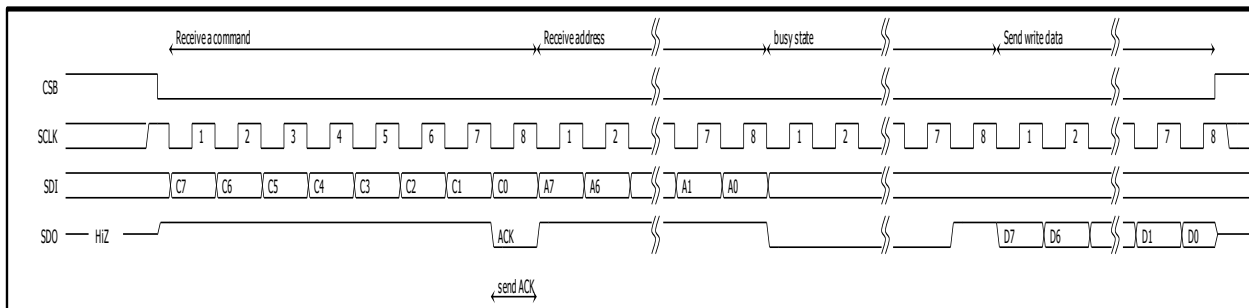 Receive a command Receive address busy state Send write data
CSB
SCLK 1 2 3 4 5 6 7 8 1 2 7 8 1 2 7 8 1 2 7 8
SDI C7 C6 C5 C4 C3 C2 C1 C0 A7 A6 A1 A0
SDO HiZ ACK D7 D6 D1 D0
send ACK